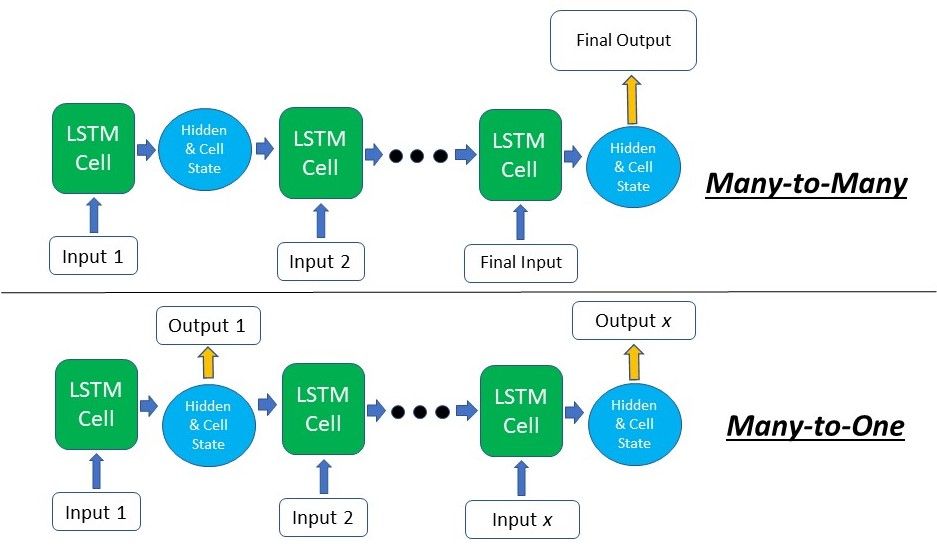 Final Output
LSTM
Cell
Hidden
& Cell
State
LSTM
Cell
LSTM
Cell
Hidden
& Cell
State
Many-to-Many
Input 1
Input 2
Final Input
Output 1
Output x
LSTM
Cell
Hidden
& Cell
State
LSTM
Cell
LSTM
Cell
Hidden
& Cell
State
Many-to-One
Input 1
Input 2
Input x